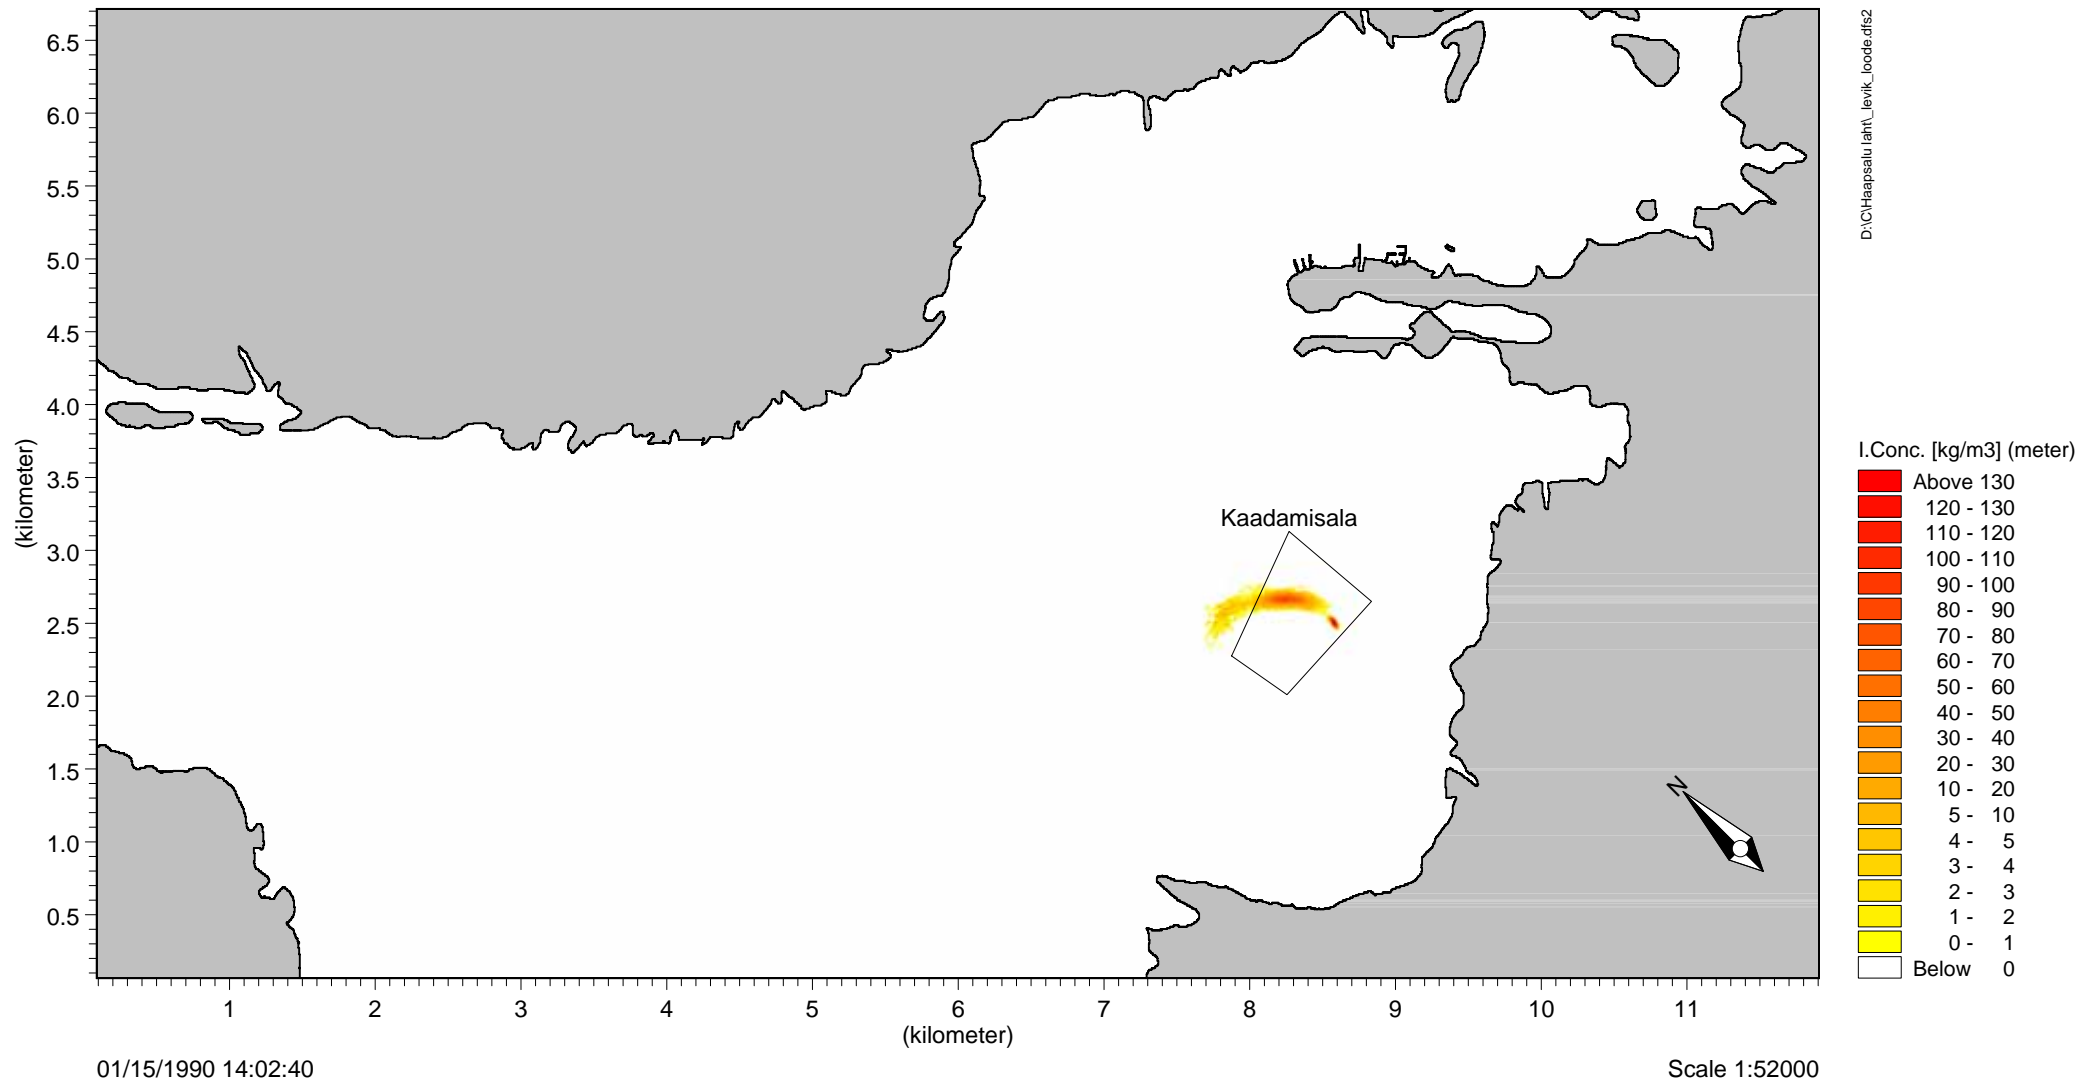 D:\C\Haapsalu laht\_levik_loode.dfs2
6.5
6.0
5.5
5.0
4.5
4.0
3.5
3.0
2.5
2.0
1.5
1.0
0.5
(kilometer)
Kaadamisala
N
I.Conc. [kg/m3] (meter)
Above 130
120 - 130
110 - 120
100 - 110
90 - 100
80 - 90
70 - 80
60 - 70
50 - 60
40 - 50
30 - 40
20 - 30
10 - 20
5 - 10
4 - 5
3 - 4
2 - 3
1 - 2
0 - 1
Below 0
1 2 3 4 5 6 7 8 9 10 11
(kilometer)
01/15/1990 14:02:40
Scale 1:52000